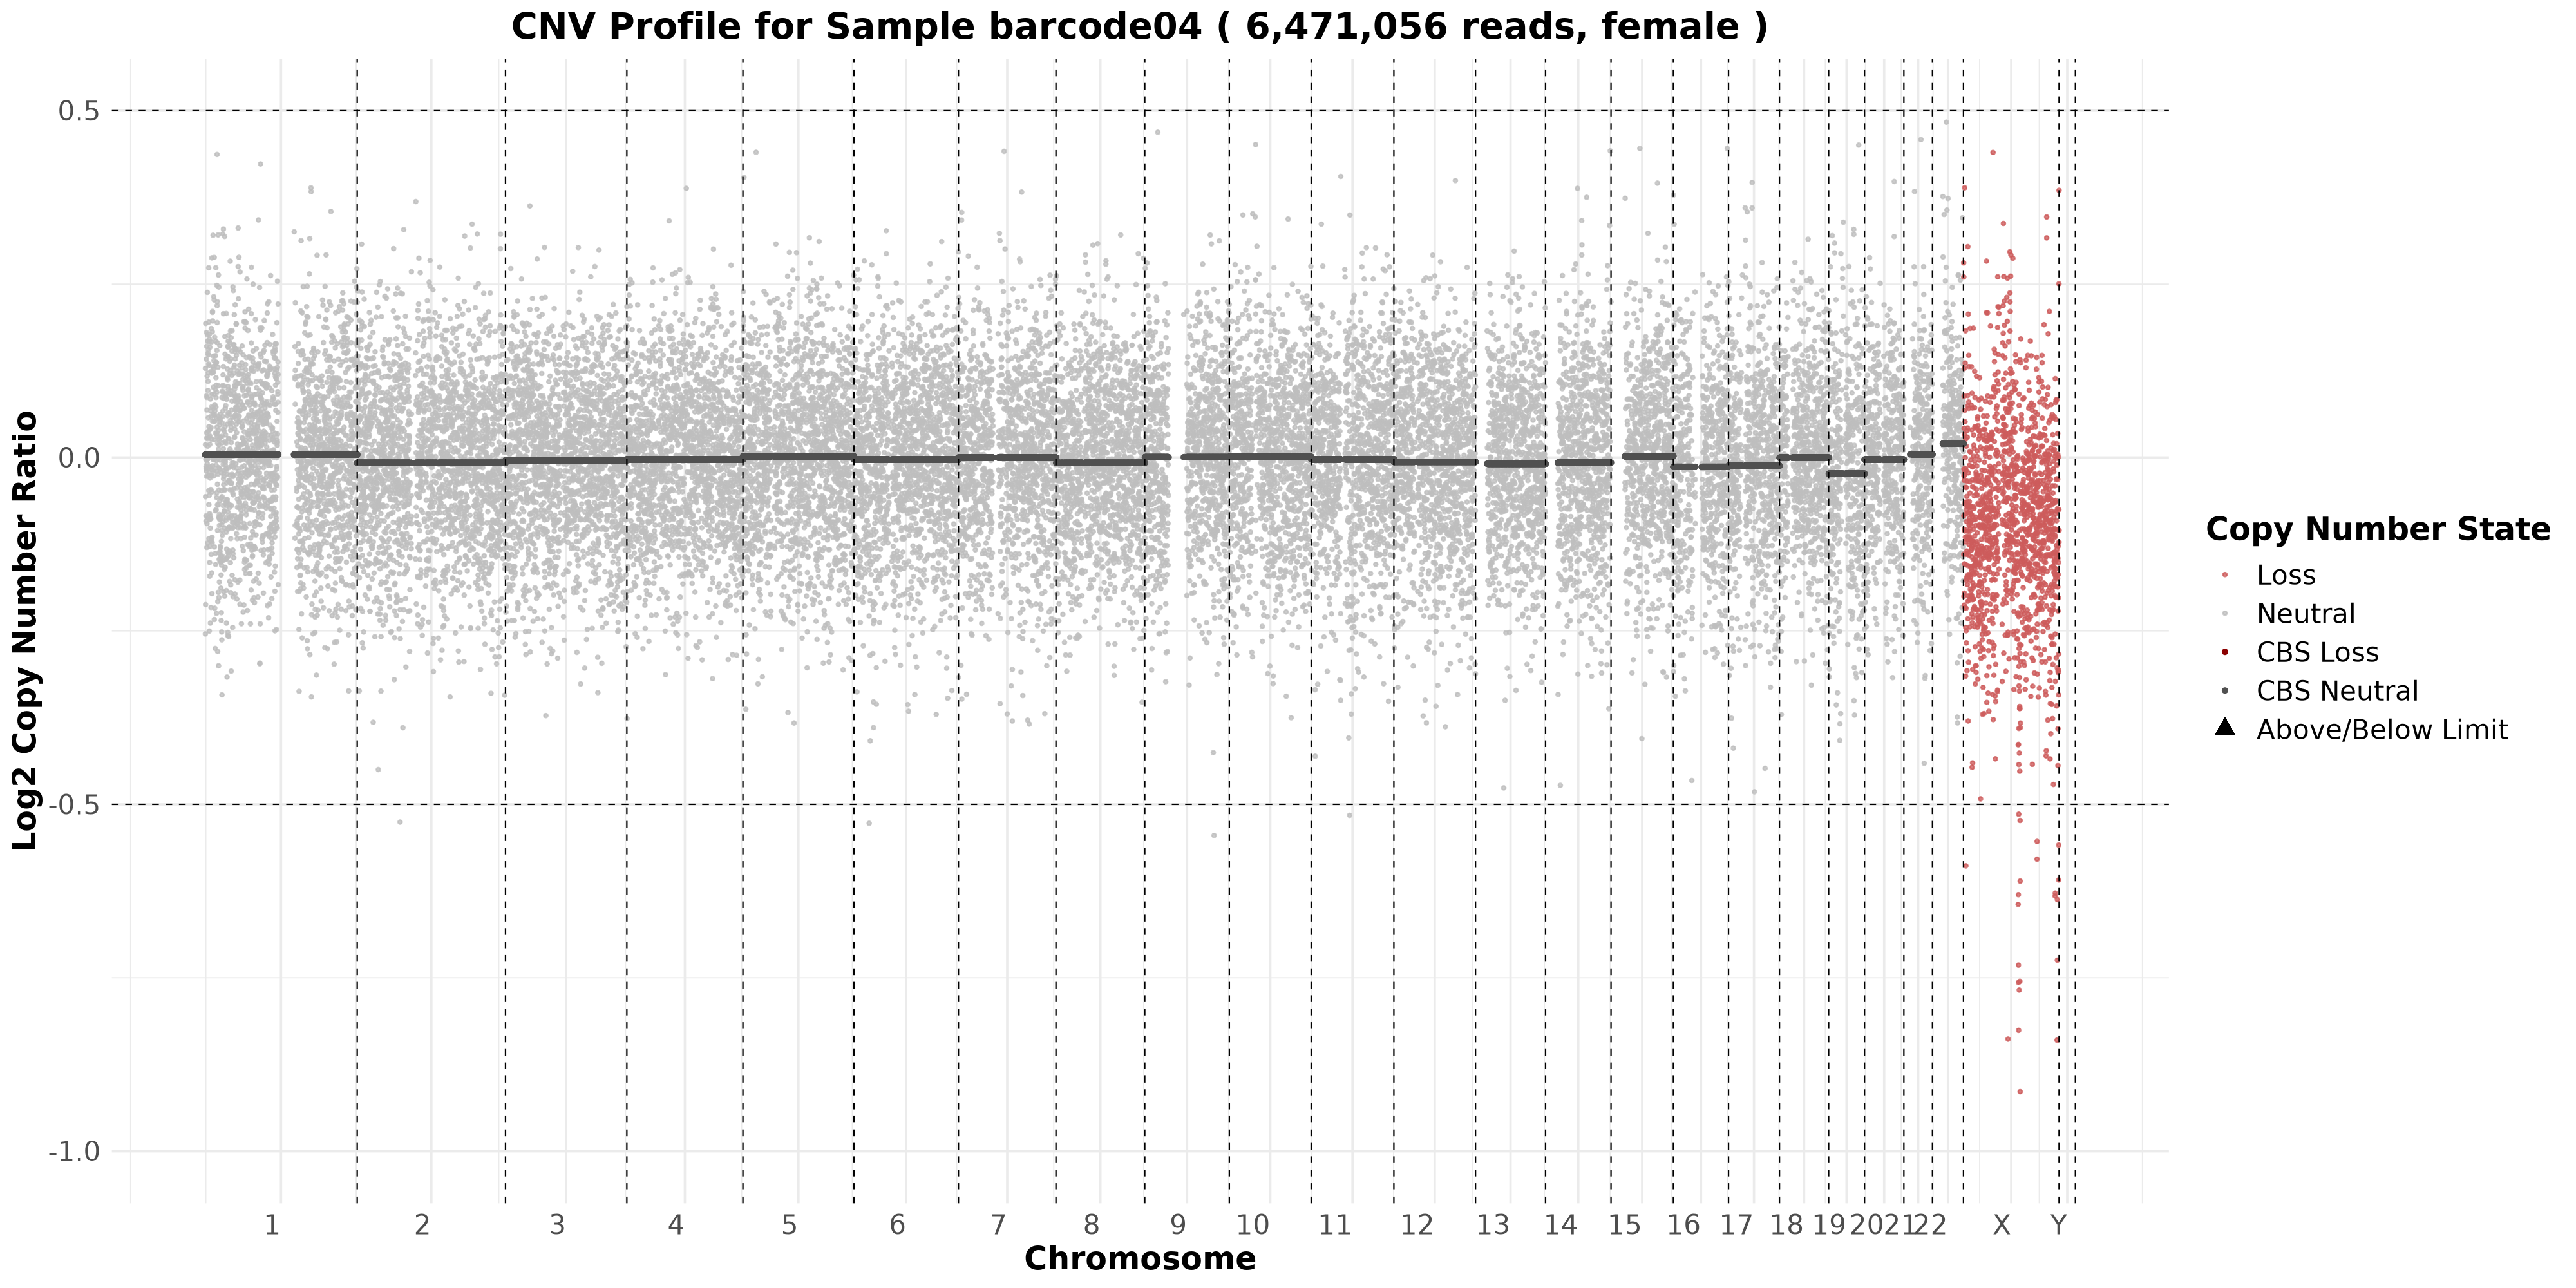 CNV Profile for Sample barcode04 ( 6,471,056 reads, female )
Log2 Copy Number Ratio
0.5
0.0
-0.5
-1.0
1 2 3 4 5 6 7 8 9 10 11 12 13 14 15 16 17 18 19 20 21 22 X Y
Chromosome
Copy Number State
Loss
Neutral
CBS Loss
CBS Neutral
Above/Below Limit